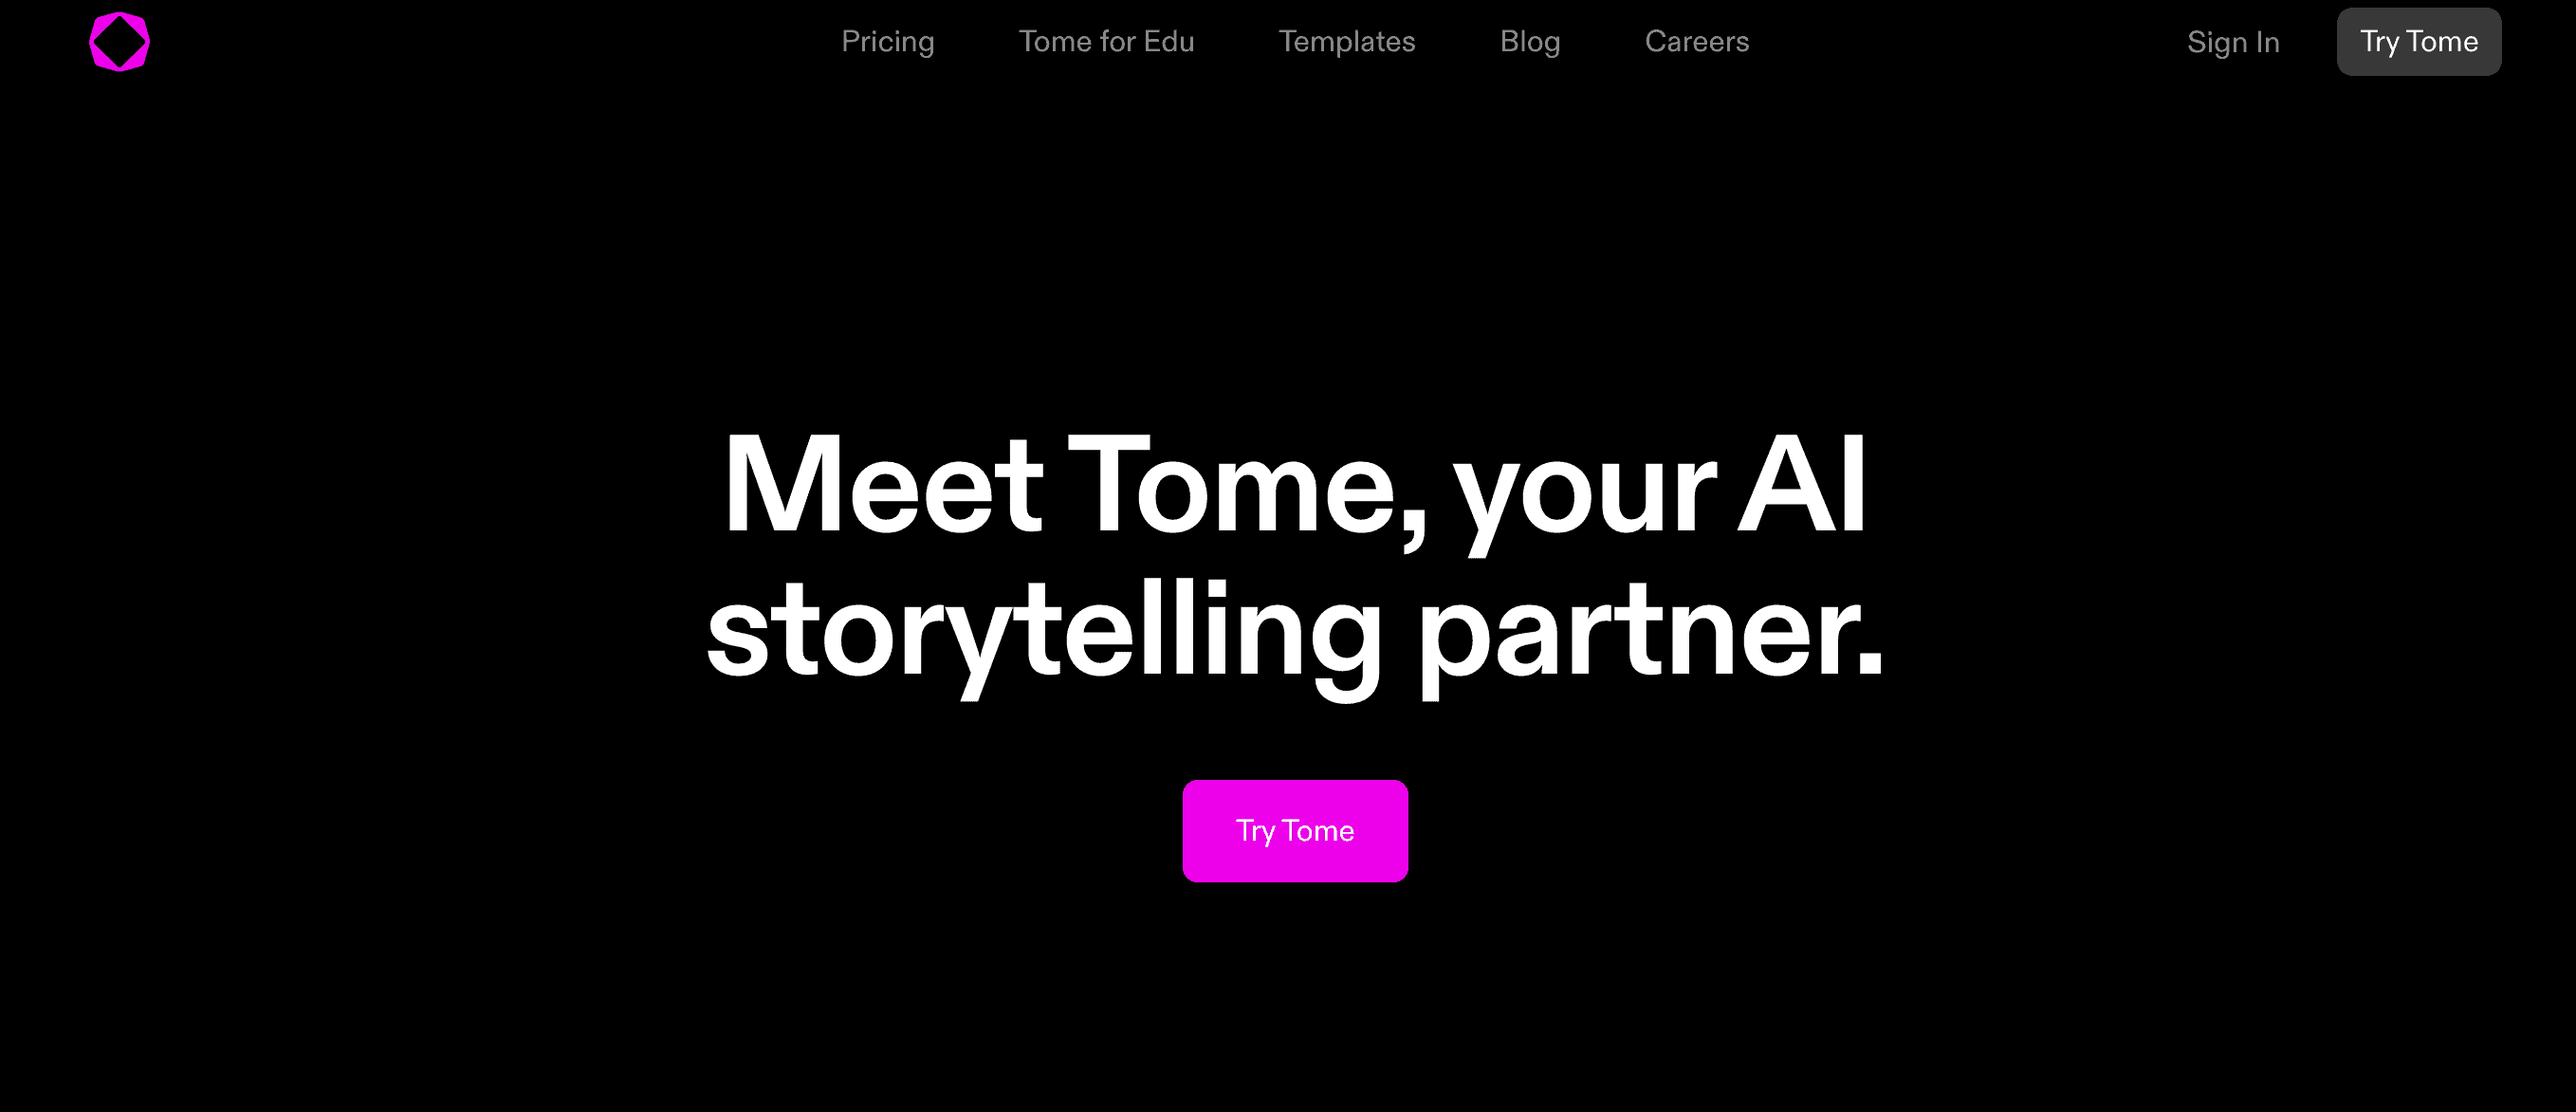 Pricing Tome for Edu Templates Blog Careers Sign In Try Tome
Meet Tome, your AI
storytelling partner.
Try Tome